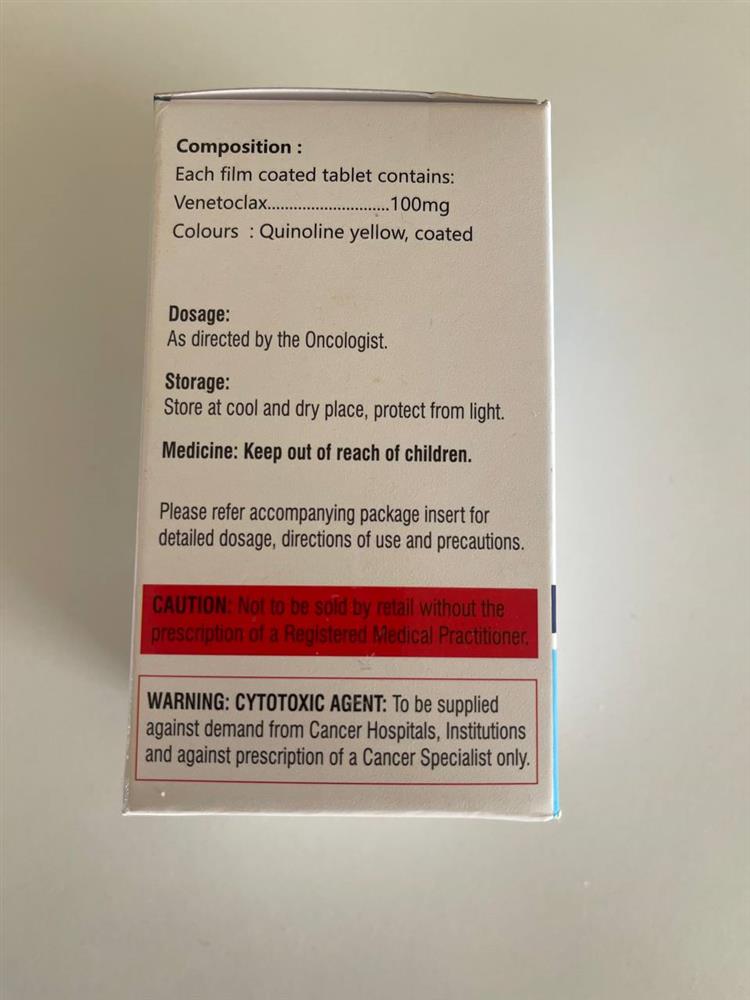 Composition :
Each film coated tablet contains:
Venetoclax............................100mg
Colours : Quinoline yellow, coated
Dosage:
As directed by the Oncologist.
Storage:
Store at cool and dry place, protect from light.
Medicine: Keep out of reach of children.
Please refer accompanying package insert for
detailed dosage, directions of use and precautions.
CAUTION: Not to be sold by retail without the
prescription of a Registered Medical Practitioner.
WARNING: CYTOTOXIC AGENT: To be supplied
against demand from Cancer Hospitals, Institutions
and against prescription of a Cancer Specialist only.